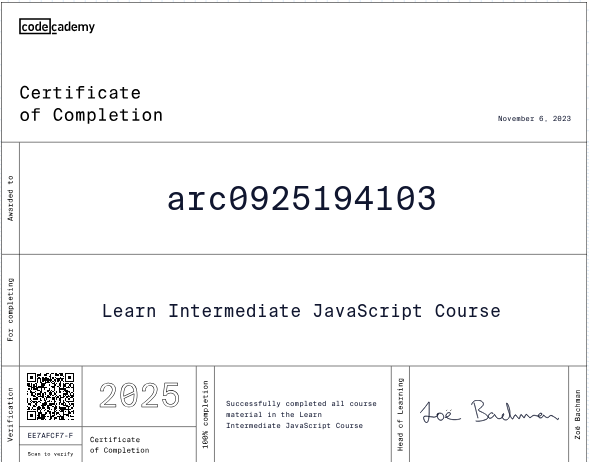 codecademy
Certificate
of Completion
November 6, 2023
Awarded to
arc0925194103
For completing
Learn Intermediate JavaScript Course
Verification
EE7AFCF7-F
Scan to verify
2025
Certificate
of Completion
100% completion
Successfully completed all course
material in the Learn
Intermediate JavaScript Course
Head of Learning
Zoë Bachman
Zoë Bachman